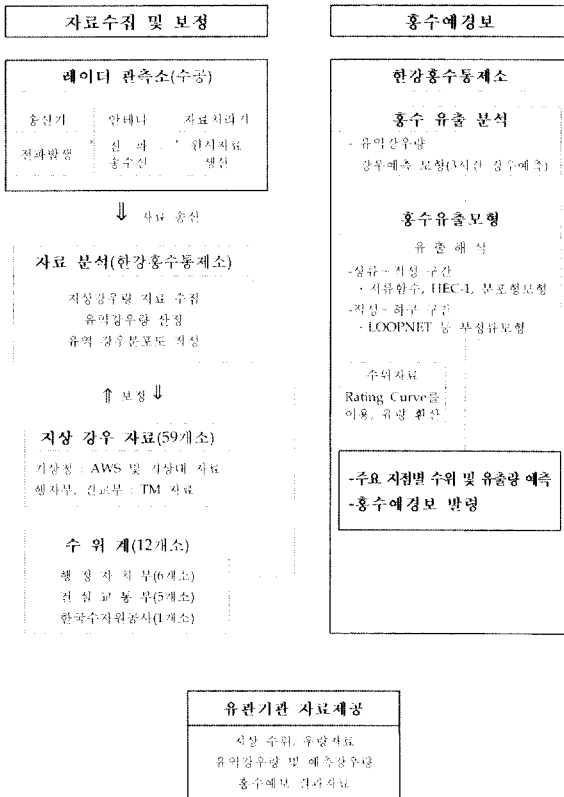 자료수집 및 보정
레이더 관측소(수공)
송신기 안테나 자료처리기
전파발생 전 파 원시자료
송수신 생산
⇓ 자료 송신
자료 분석(한강홍수통제소)
지상강우량 자료 수집
유역강우량 산정
유역 강우분포도 작성
⇑ 보정 ⇓
지상 강우 자료(59개소)
기상청 : AWS 및 기상대 자료
행자부, 건교부 : TM 자료
수 위 계(12개소)
행 정 자 치 부(6개소)
건 설 교 통 부(5개소)
한국수자원공사(1개소)
홍수예경보
한강홍수통제소
홍수 유출 분석
- 유역강우량
강우예측 모형(3시간 강우예측)
홍수유출모형
유 출 해 석
-상류~적성 구간
· 저류함수, HEC-1, 분포형모형
-적성~하구 구간
· LOOPNET 등 부정류모형
수위자료
Rating Curve를
이용, 유량 환산
-주요 지점별 수위 및 유출량 예측
-홍수예경보 발령
유관기관 자료제공
지상 수위, 우량자료
유역강우량 및 예측강우량
홍수예보 결과자료